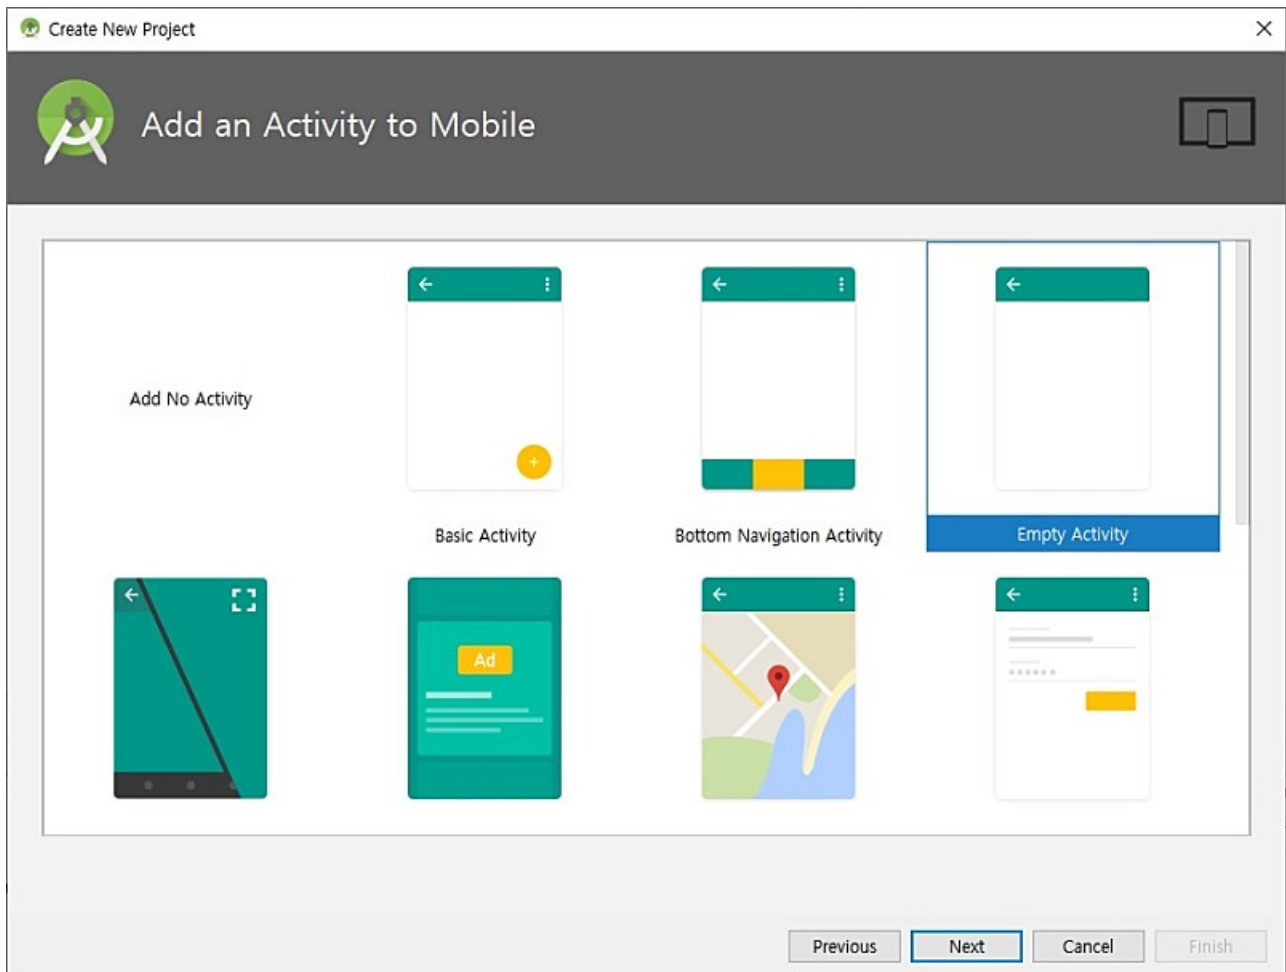 Create New Project
Add an Activity to Mobile
Add No Activity
Basic Activity
Bottom Navigation Activity
Empty Activity
Ad
Previous
Next
Cancel
Finish